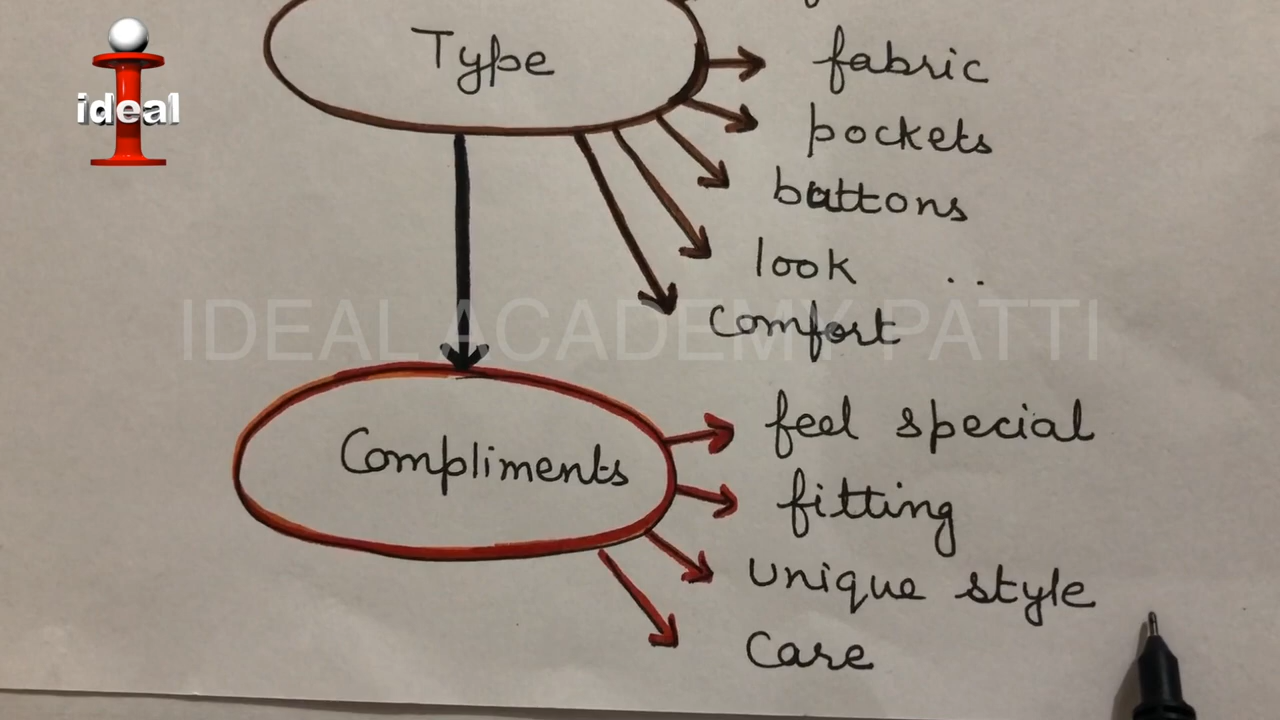 Type
fabric
pockets
buttons
look ..
Comfort
Compliments
feel special
fitting
unique style
Care
ideal
IDEAL ACADEMY PATTI